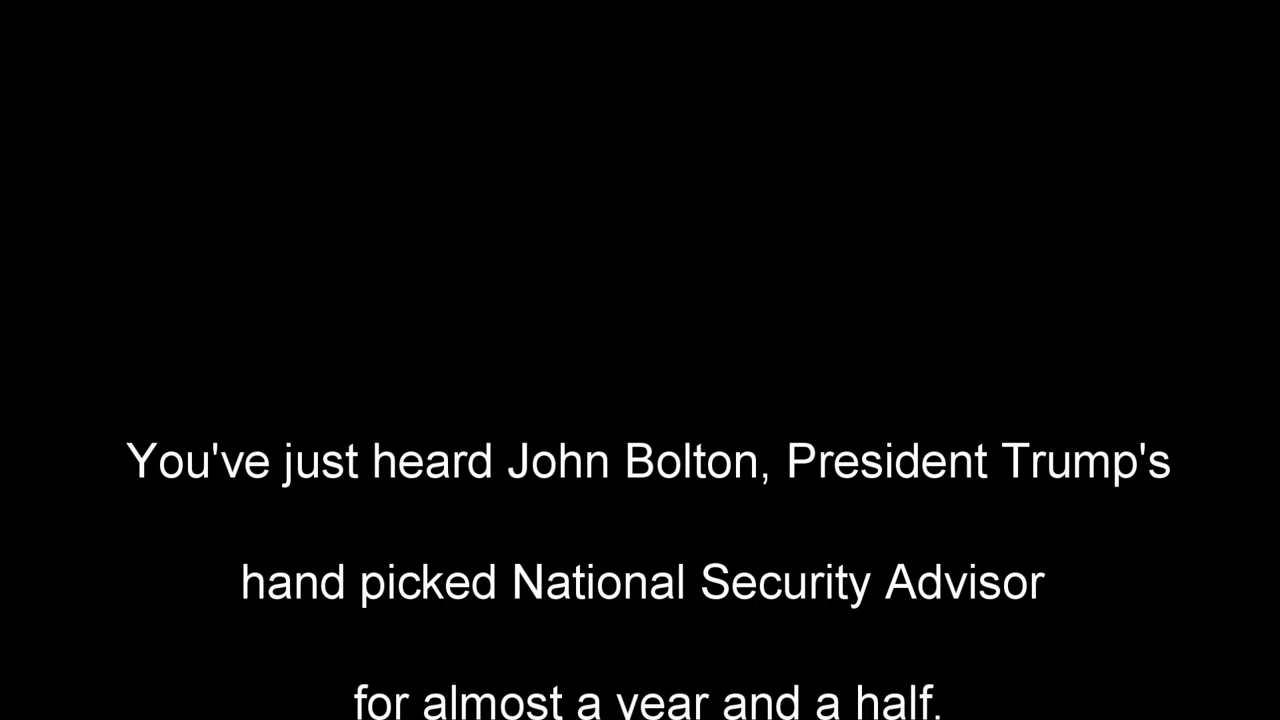 You've just heard John Bolton, President Trump's
hand picked National Security Advisor
for almost a year and a half.